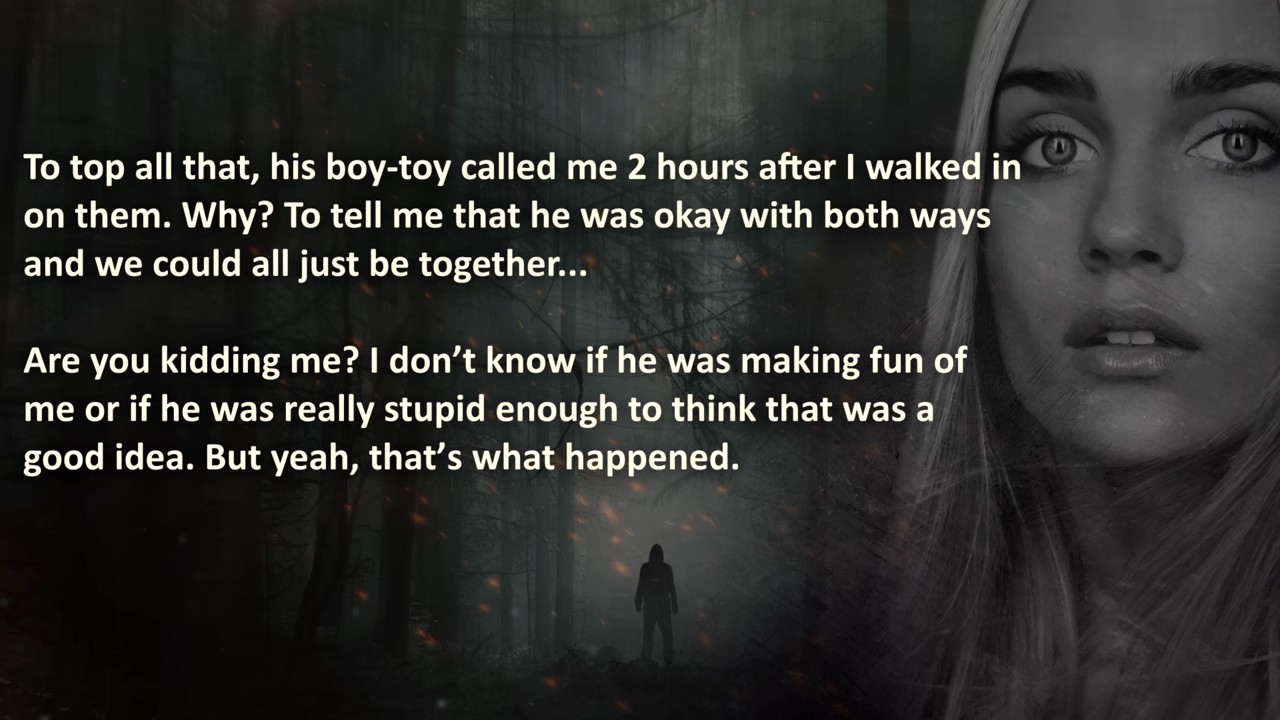 To top all that, his boy-toy called me 2 hours after I walked in
on them. Why? To tell me that he was okay with both ways
and we could all just be together...
Are you kidding me? I don’t know if he was making fun of
me or if he was really stupid enough to think that was a
good idea. But yeah, that’s what happened.